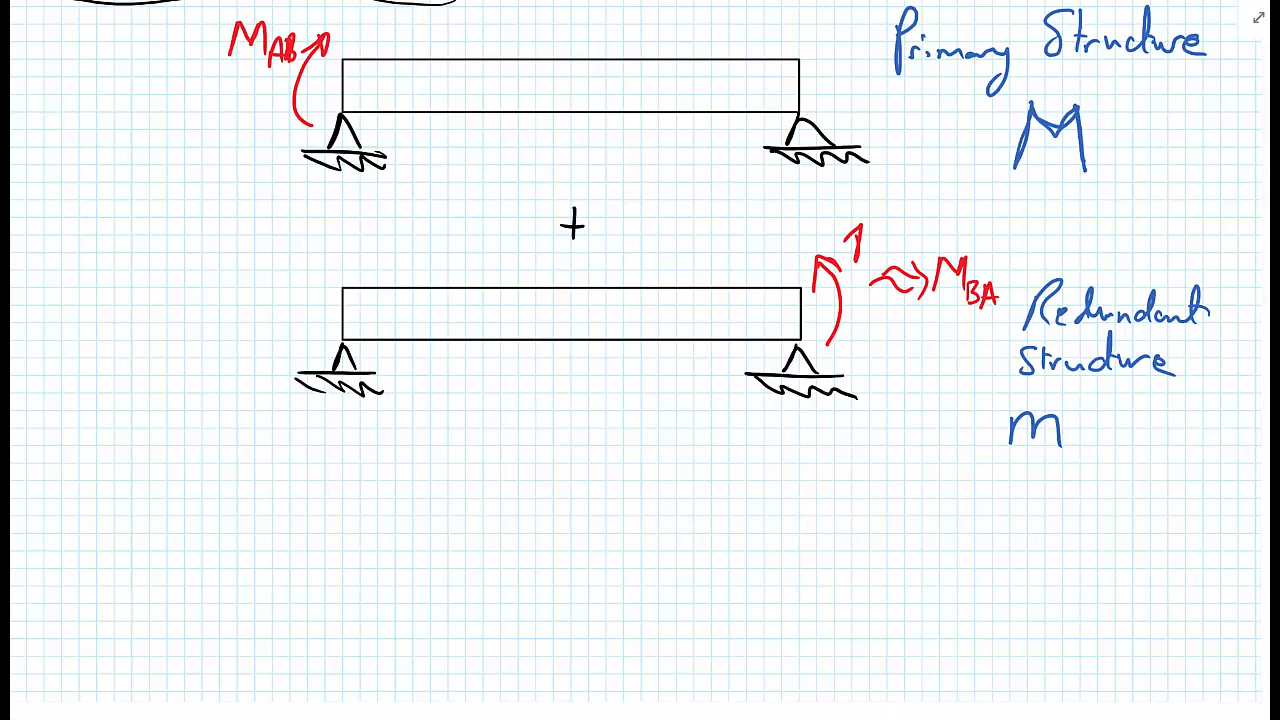 Primary Structure
M
MAB
+
1
MBA
Redundant
Structure
m